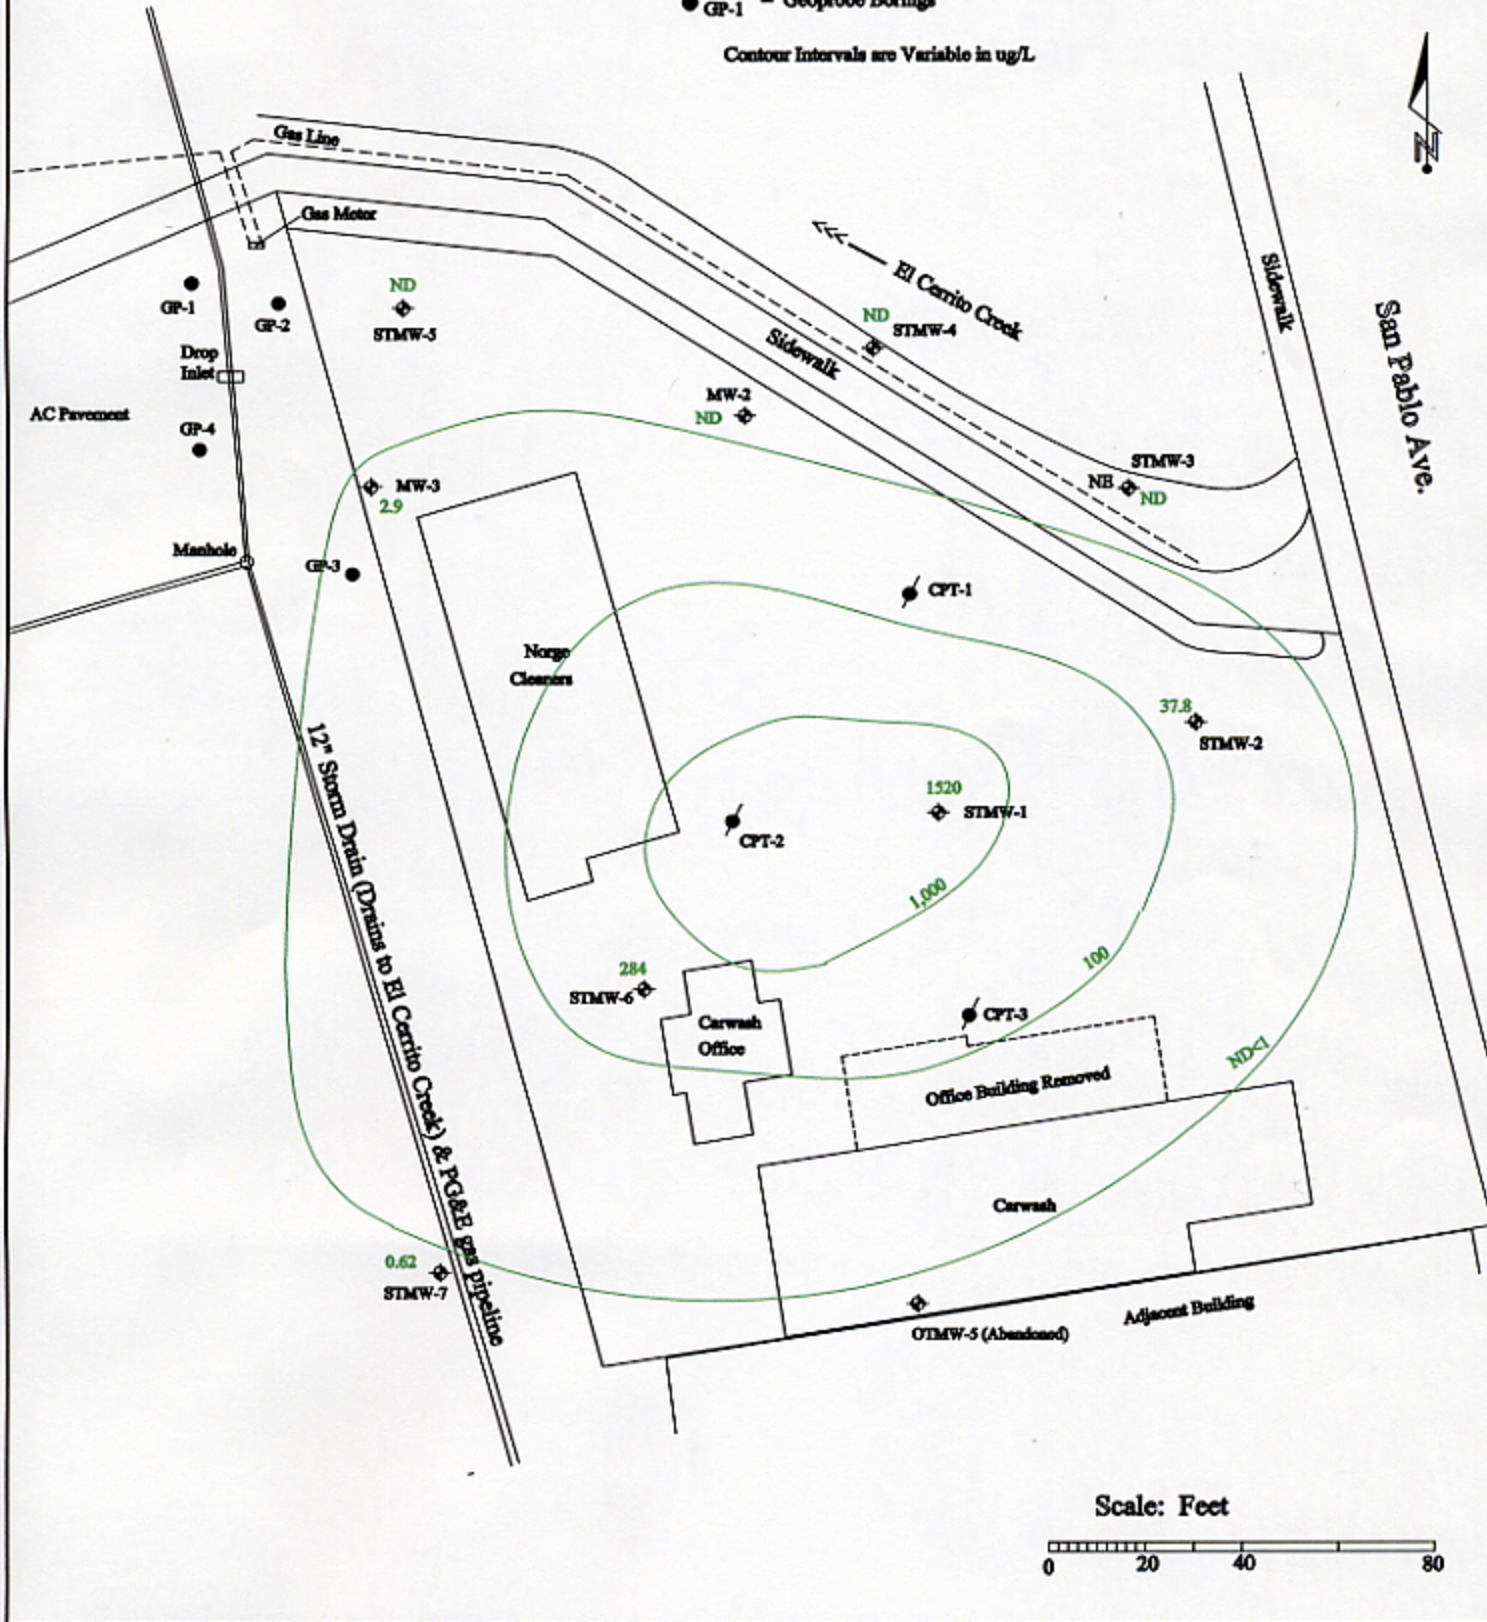 GP-1 = Geoprobe Borings
Contour Intervals are Variable in ug/L
N
Gas Line
Gas Motor
El Cerrito Creek
Sidewalk
San Pablo Ave.
GP-1
GP-2
ND
STMW-5
ND
STMW-4
Sidewalk
Drop
Inlet
AC Pavement
GP-4
MW-2
ND
STMW-3
NE
ND
MW-3
2.9
Manhole
GP-3
CPT-1
Norge
Cleaners
37.8
STMW-2
12" Storm Drain (Drains to El Cerrito Creek) & PG&E gas pipeline
1520
STMW-1
CPT-2
1,000
100
284
STMW-6
Carwash
Office
CPT-3
Office Building Removed
ND<1
Carwash
0.62
STMW-7
OTMW-5 (Abandoned)
Adjacent Building
Scale: Feet
0 20 40 80